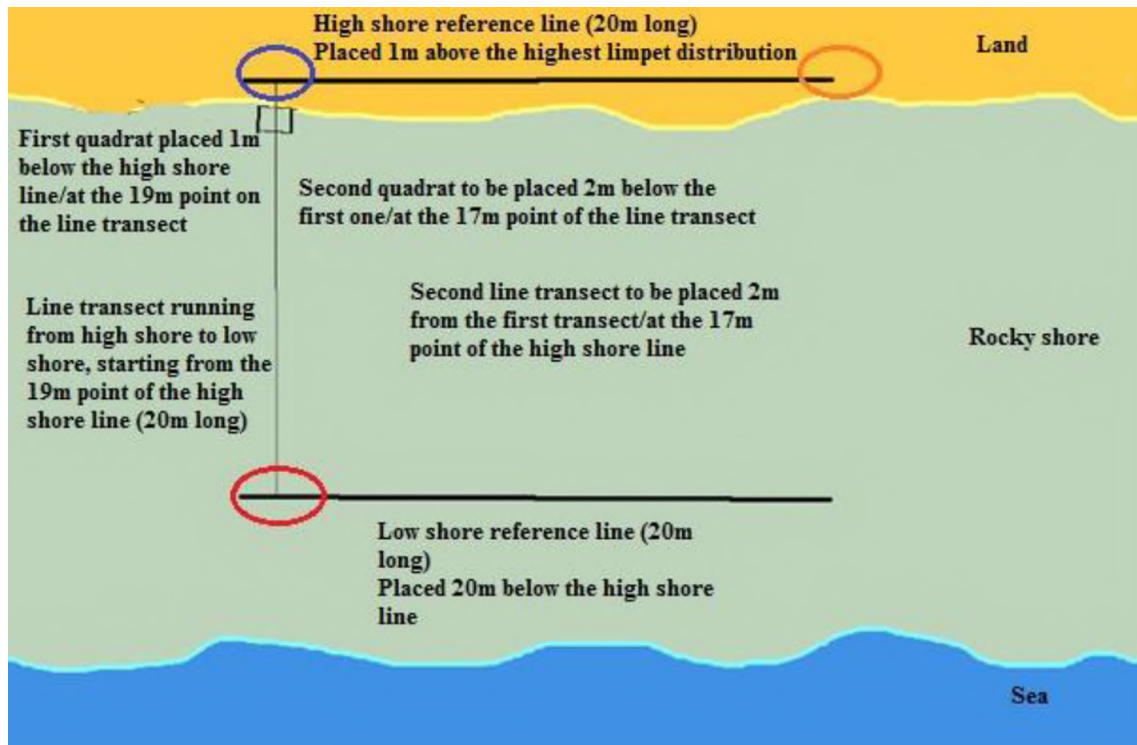 High shore reference line (20m long)
Placed 1m above the highest limpet distribution
Land
First quadrat placed 1m
below the high shore
line/at the 19m point on
the line transect
Second quadrat to be placed 2m below the
first one/at the 17m point of the line transect
Line transect running
from high shore to low
shore, starting from the
19m point of the high
shore line (20m long)
Second line transect to be placed 2m
from the first transect/at the 17m
point of the high shore line
Rocky shore
Low shore reference line (20m
long)
Placed 20m below the high shore
line
Sea